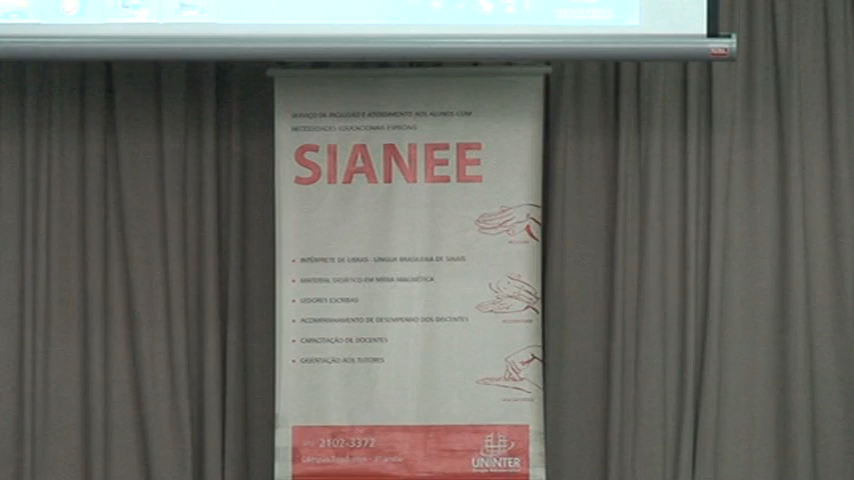 SERVIÇO DE INCLUSÃO E ATENDIMENTO AOS ALUNOS COM
NECESSIDADES EDUCACIONAIS ESPECIAIS
SIANEE
• INTÉRPRETE DE LIBRAS - LÍNGUA BRASILEIRA DE SINAIS
• MATERIAL DIDÁTICO EM MÍDIA MAGNÉTICA
• LEDORES ESCRIBAS
• ACOMPANHAMENTO DE DESEMPENHO DOS DISCENTES
• CAPACITAÇÃO DE DOCENTES
• ORIENTAÇÃO AOS TUTORES
2102-3372
UNINTER